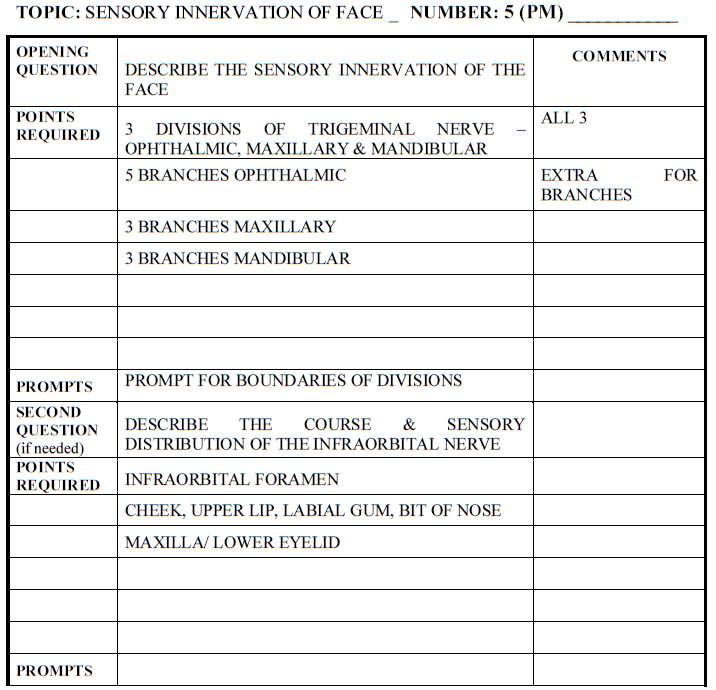 TOPIC: SENSORY INNERVATION OF FACE _ NUMBER: 5 (PM) ___________
OPENING
QUESTION
DESCRIBE THE SENSORY INNERVATION OF THE
FACE
COMMENTS
POINTS
REQUIRED
3 DIVISIONS OF TRIGEMINAL NERVE –
OPHTHALMIC, MAXILLARY & MANDIBULAR
ALL 3
5 BRANCHES OPHTHALMIC
EXTRA FOR
BRANCHES
3 BRANCHES MAXILLARY
3 BRANCHES MANDIBULAR
PROMPTS
PROMPT FOR BOUNDARIES OF DIVISIONS
SECOND
QUESTION
(if needed)
DESCRIBE THE COURSE & SENSORY
DISTRIBUTION OF THE INFRAORBITAL NERVE
POINTS
REQUIRED
INFRAORBITAL FORAMEN
CHEEK, UPPER LIP, LABIAL GUM, BIT OF NOSE
MAXILLA/ LOWER EYELID
PROMPTS